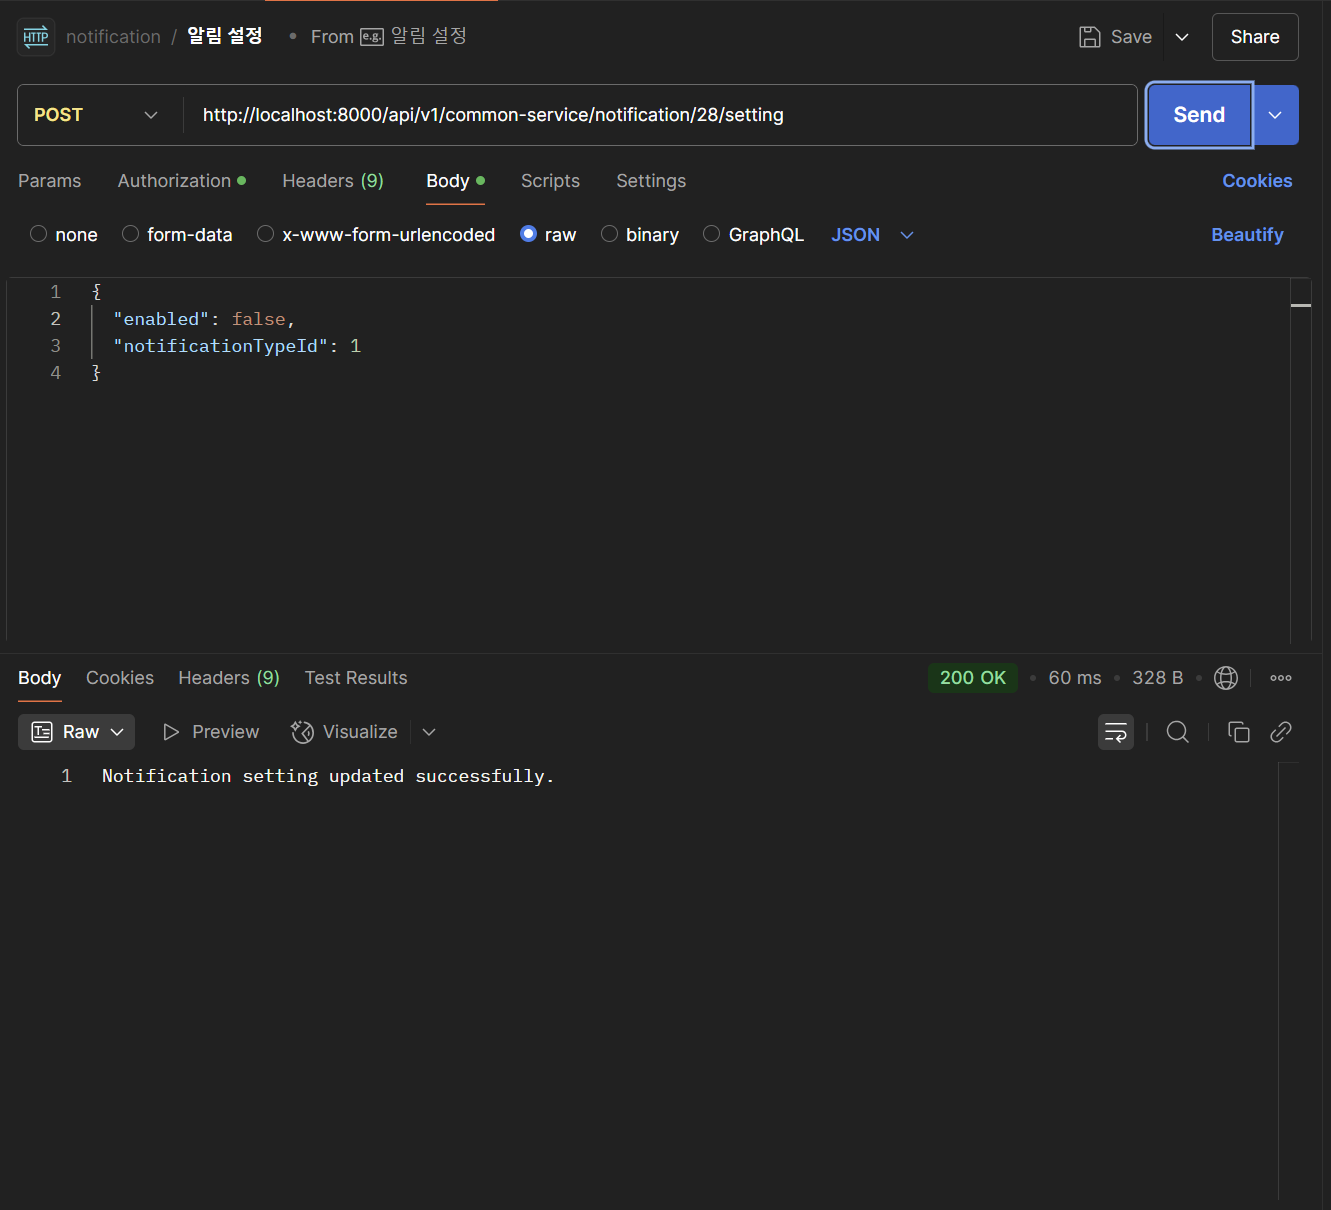 HTTP notification / 알림 설정 • From e.g. 알림 설정 Save Share
POST http://localhost:8000/api/v1/common-service/notification/28/setting Send
Params Authorization Headers (9) Body Scripts Settings Cookies
none form-data x-www-form-urlencoded raw binary GraphQL JSON Beautify
1 {
2 "enabled": false,
3 "notificationTypeId": 1
4 }
Body Cookies Headers (9) Test Results 200 OK • 60 ms • 328 B •
Raw Preview Visualize
1 Notification setting updated successfully.